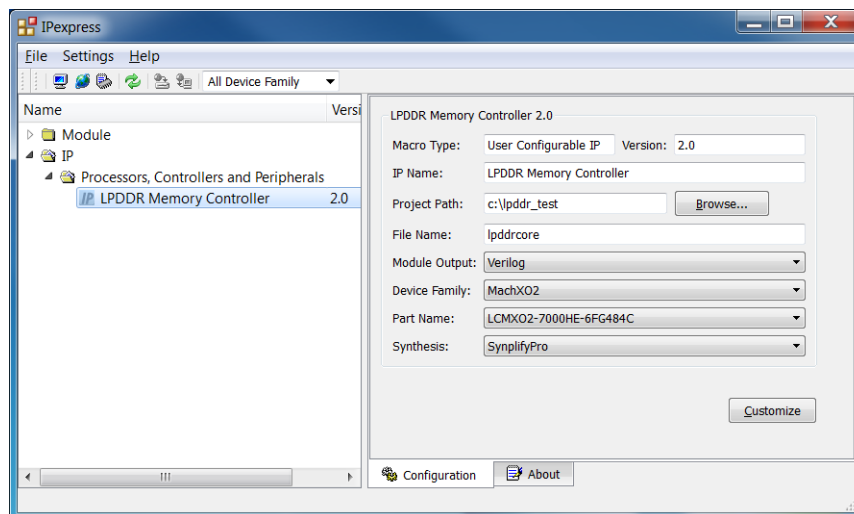 IPexpress
File Settings Help
All Device Family
Name Versi
Module
IP
Processors, Controllers and Peripherals
IP LPDDR Memory Controller 2.0
LPDDR Memory Controller 2.0
Macro Type: User Configurable IP Version: 2.0
IP Name: LPDDR Memory Controller
Project Path: c:\lpddr_test Browse...
File Name: lpddrcore
Module Output: Verilog
Device Family: MachXO2
Part Name: LCMXO2-7000HE-6FG484C
Synthesis: SynplifyPro
Customize
Configuration About